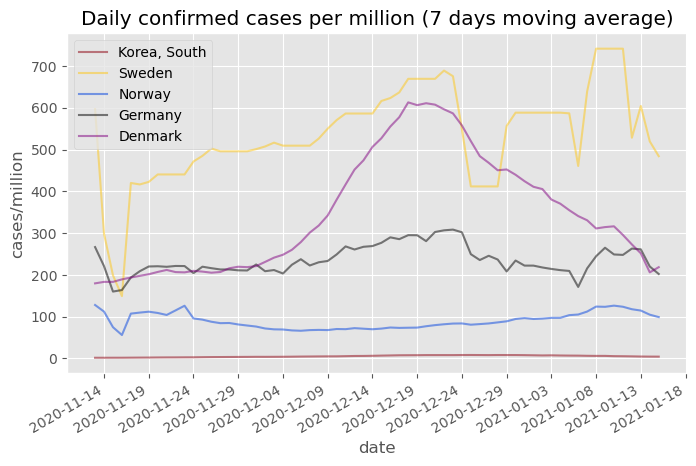 Daily confirmed cases per million (7 days moving average)
Korea, South
Sweden
Norway
Germany
Denmark
700
600
500
400
300
200
100
0
cases/million
2020-11-14
2020-11-19
2020-11-24
2020-11-29
2020-12-04
2020-12-09
2020-12-14
2020-12-19
2020-12-24
2020-12-29
2021-01-03
2021-01-08
2021-01-13
2021-01-18
date